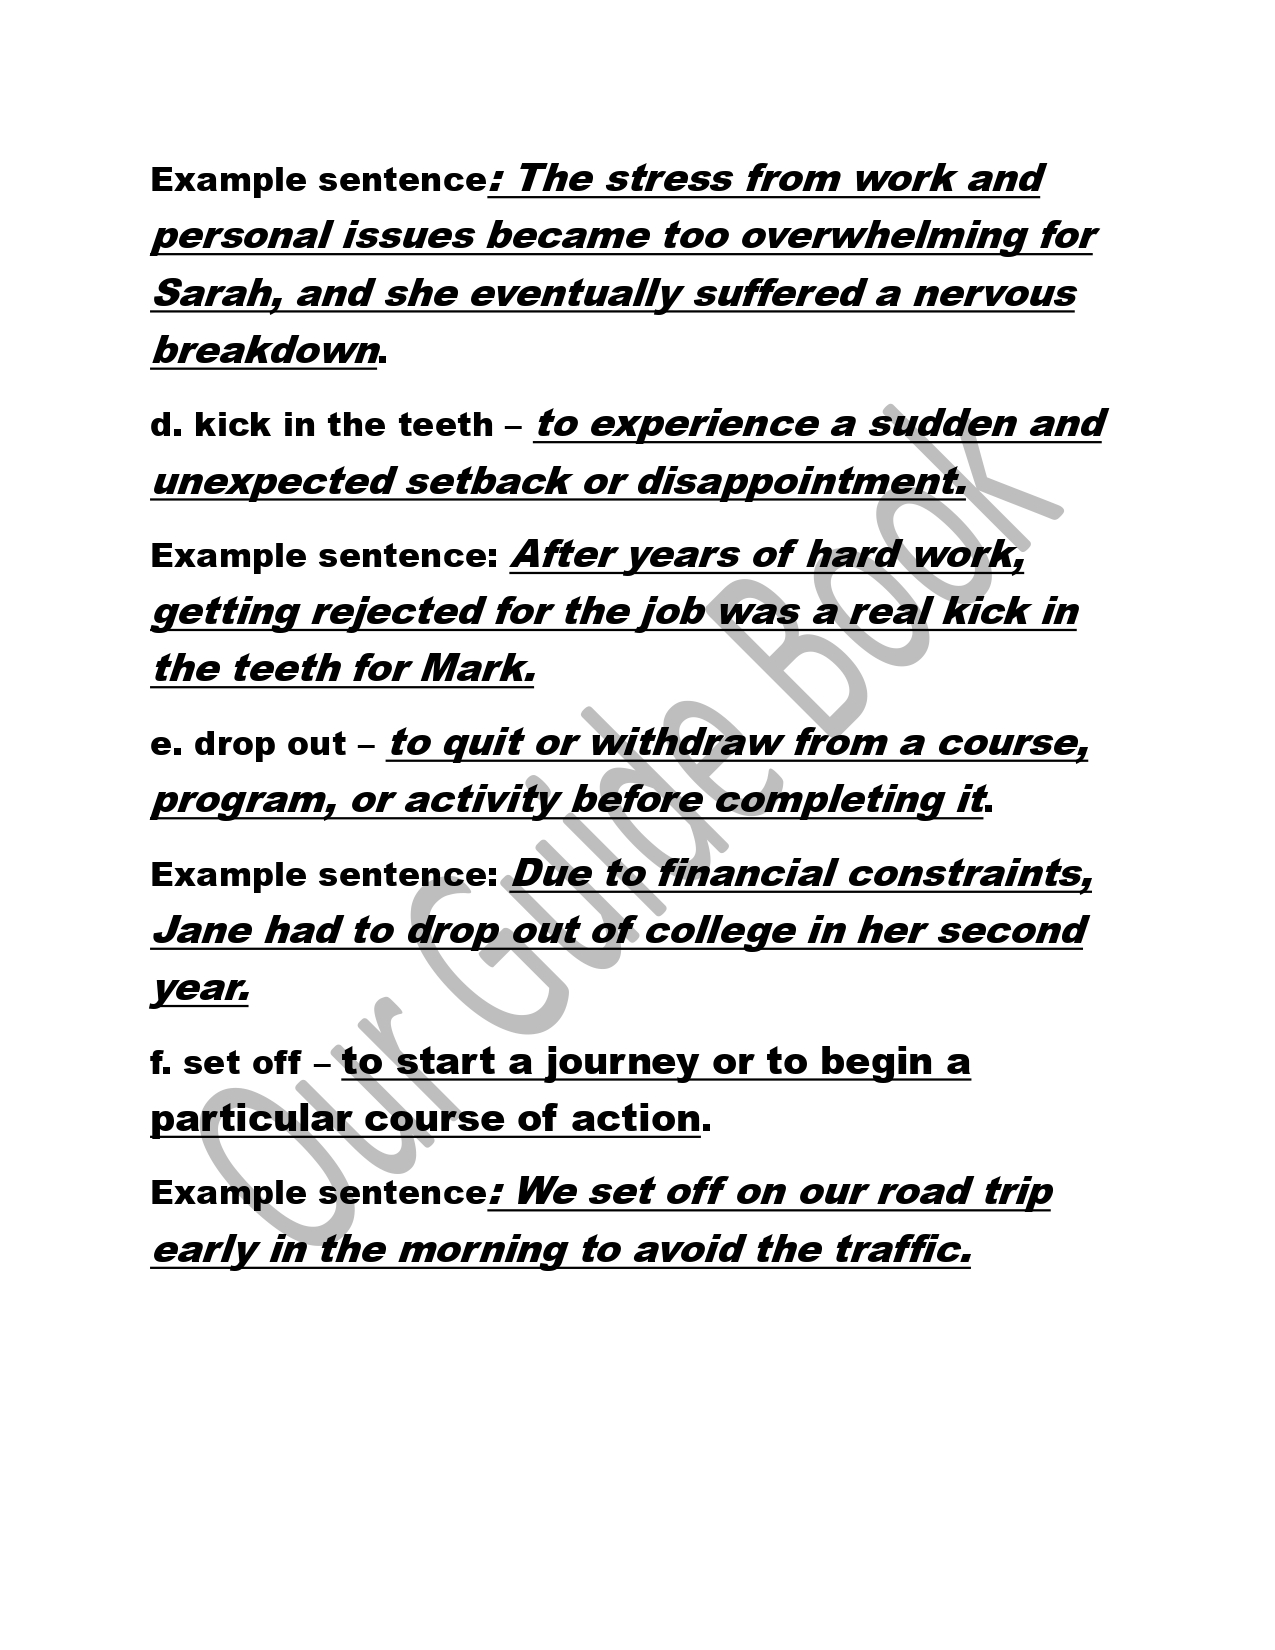 Example sentence: The stress from work and
personal issues became too overwhelming for
Sarah, and she eventually suffered a nervous
breakdown.
d. kick in the teeth – to experience a sudden and
unexpected setback or disappointment.
Example sentence: After years of hard work,
getting rejected for the job was a real kick in
the teeth for Mark.
e. drop out – to quit or withdraw from a course,
program, or activity before completing it.
Example sentence: Due to financial constraints,
Jane had to drop out of college in her second
year.
f. set off – to start a journey or to begin a
particular course of action.
Example sentence: We set off on our road trip
early in the morning to avoid the traffic.
Our Guide Book